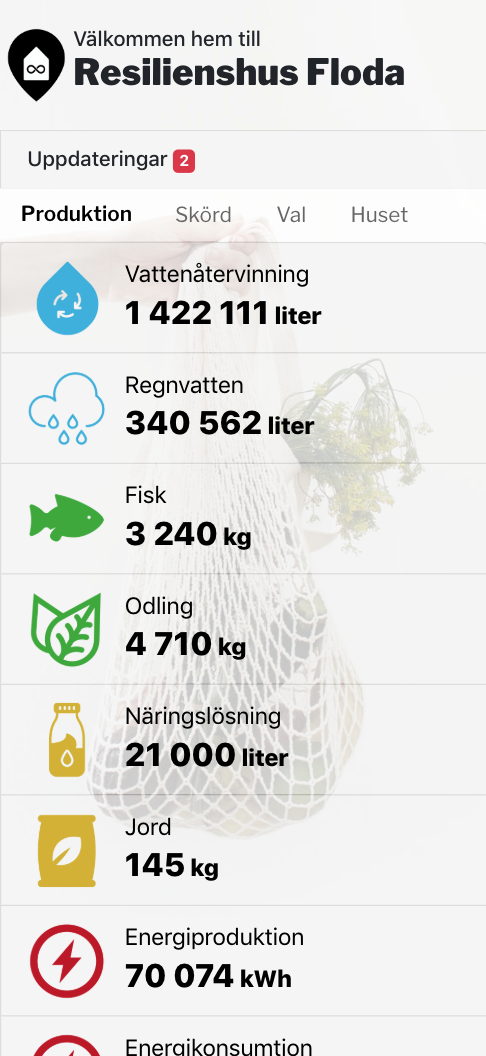 Välkommen hem till
Resilienshus Floda
Uppdateringar 2
Produktion Skörd Val Huset
Vattenåtervinning
1 422 111 liter
Regnvatten
340 562 liter
Fisk
3 240 kg
Odling
4 710 kg
Näringslösning
21 000 liter
Jord
145 kg
Energiproduktion
70 074 kWh
Energikonsumtion